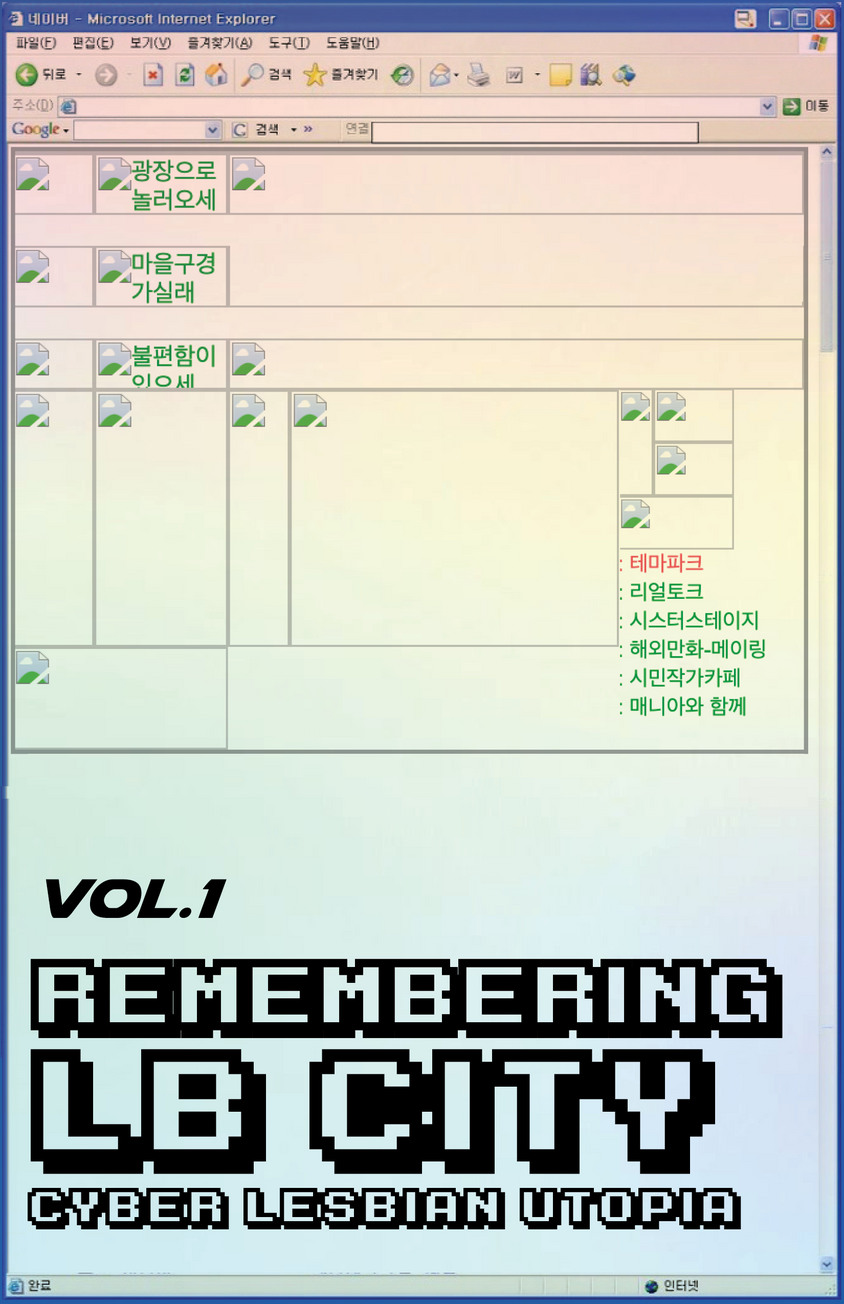 네이버 - Microsoft Internet Explorer
파일(F) 편집(E) 보기(V) 즐겨찾기(A) 도구(T) 도움말(H)
뒤로 검색 즐겨찾기
주소(D) 이동
Google 검색 » 연결
광장으로
놀러오세
마을구경
가실래
불편함이
있으세
: 테마파크
: 리얼토크
: 시스터스테이지
: 해외만화-메이링
: 시민작가카페
: 매니아와 함께
VOL.1
REMEMBERING
LB CITY
CYBER LESBIAN UTOPIA
완료 인터넷